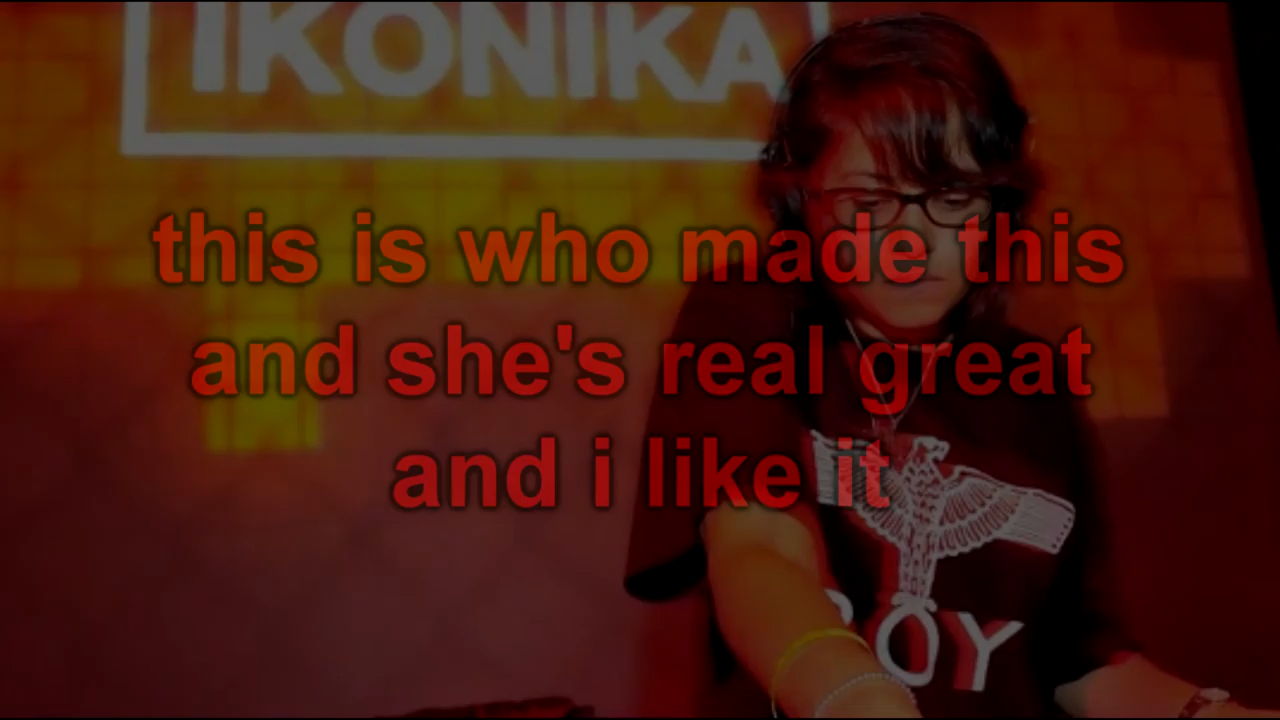 IKONIKA
this is who made this
and she's real great
and i like it
BOY